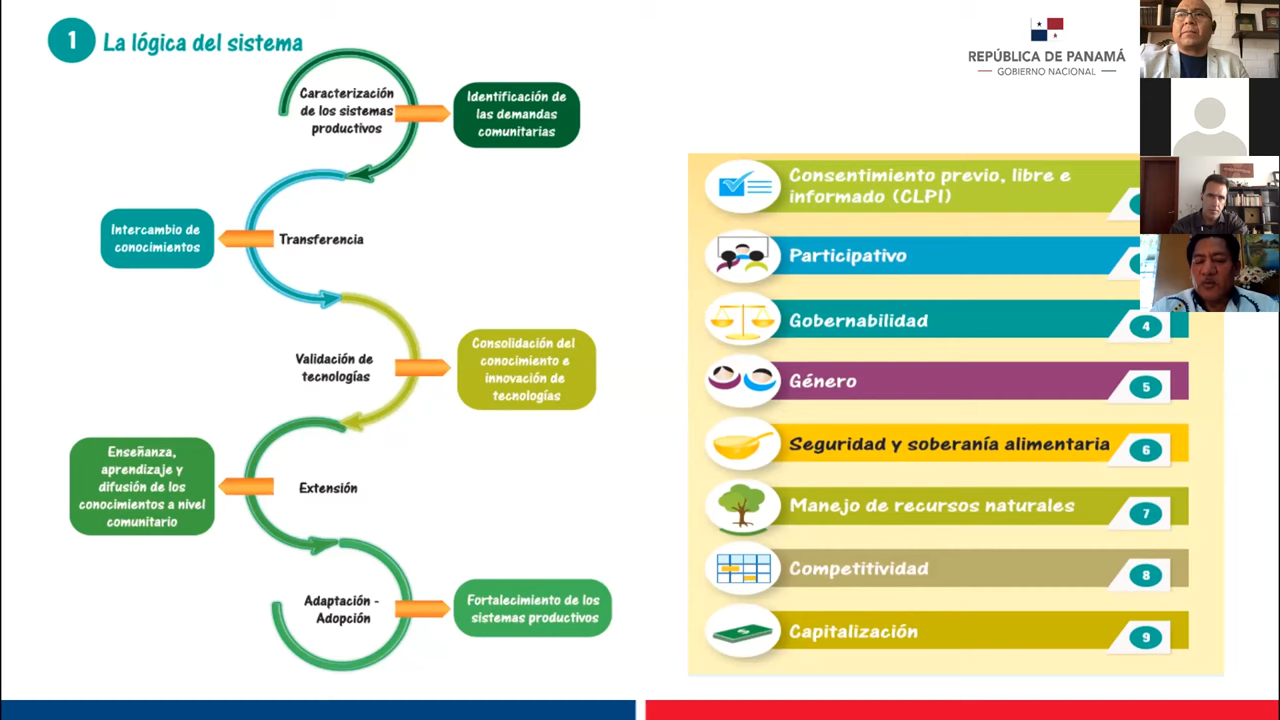 1
La lógica del sistema
REPÚBLICA DE PANAMÁ
GOBIERNO NACIONAL
Caracterización
de los sistemas
productivos
Identificación de
las demandas
comunitarias
Intercambio de
conocimientos
Transferencia
Validación de
tecnologías
Consolidación del
conocimiento e
innovación de
tecnologías
Enseñanza,
aprendizaje y
difusión de los
conocimientos a nivel
comunitario
Extensión
Adaptación -
Adopción
Fortalecimiento de los
sistemas productivos
Consentimiento previo, libre e
informado (CLPI)
Participativo
Gobernabilidad
4
Género
5
Seguridad y soberanía alimentaria
6
Manejo de recursos naturales
7
Competitividad
8
Capitalización
9